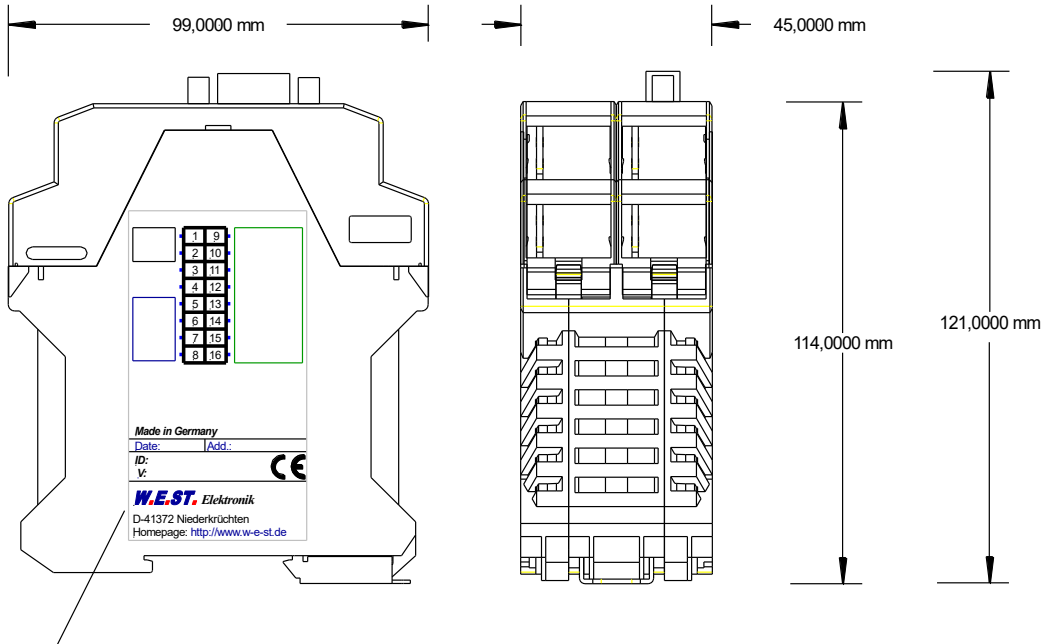 99,0000 mm
45,0000 mm
121,0000 mm
114,0000 mm
1 9
2 10
3 11
4 12
5 13
6 14
7 15
8 16
Made in Germany
Date: Add.:
ID:
V:
CE
W.E.ST. Elektronik
D-41372 Niederkrüchten
Homepage: http://www.w-e-st.de